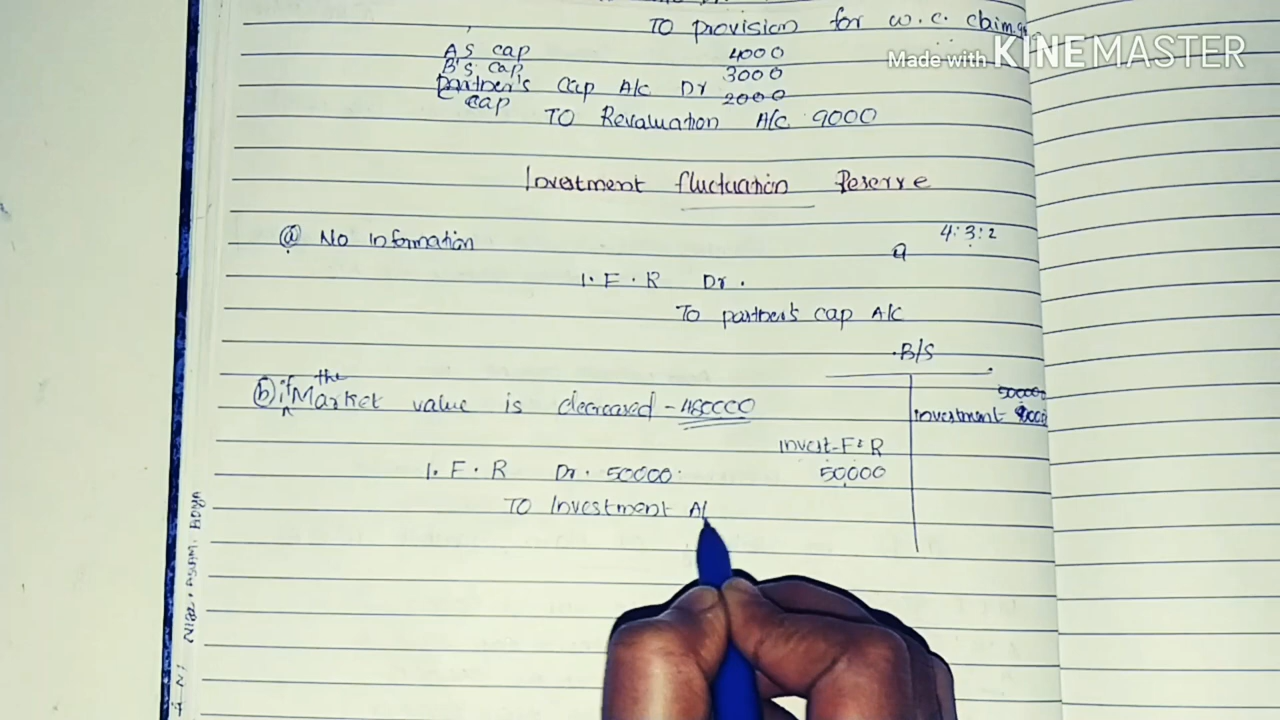 TO provision for w.c. claim
Made with KINEMASTER
A's cap 4000
B's cap 3000
partner's cap A/c Dr 2000
cap
TO Revaluation A/c 9000
Investment fluctuation Reserve
ⓐ No information
4:3:2
I.F.R Dr.
To partner's cap A/c
B/S
ⓑ if the Market value is decreased - 450000
500000
investment
Invest-F:R
50000
I.F.R Dr. 50000
TO Investment A/